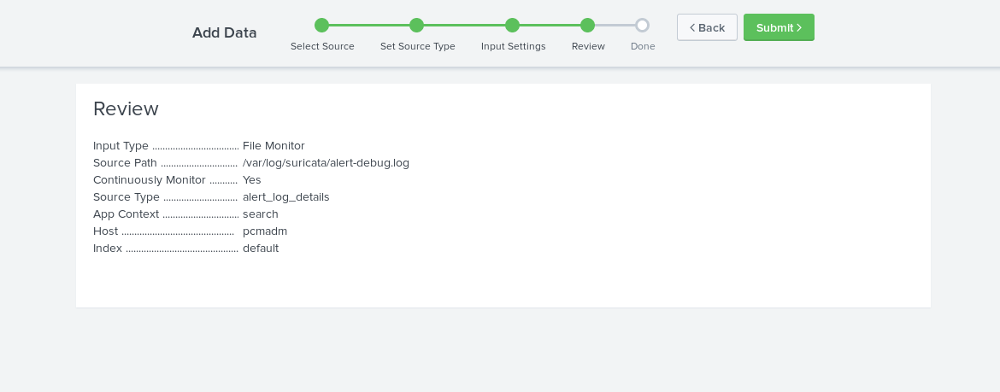 Add Data
Select Source
Set Source Type
Input Settings
Review
Done
Back
Submit
Review
Input Type .................................. File Monitor
Source Path .............................. /var/log/suricata/alert-debug.log
Continuously Monitor ........... Yes
Source Type ............................. alert_log_details
App Context .............................. search
Host ............................................ pcmadm
Index ............................................ default